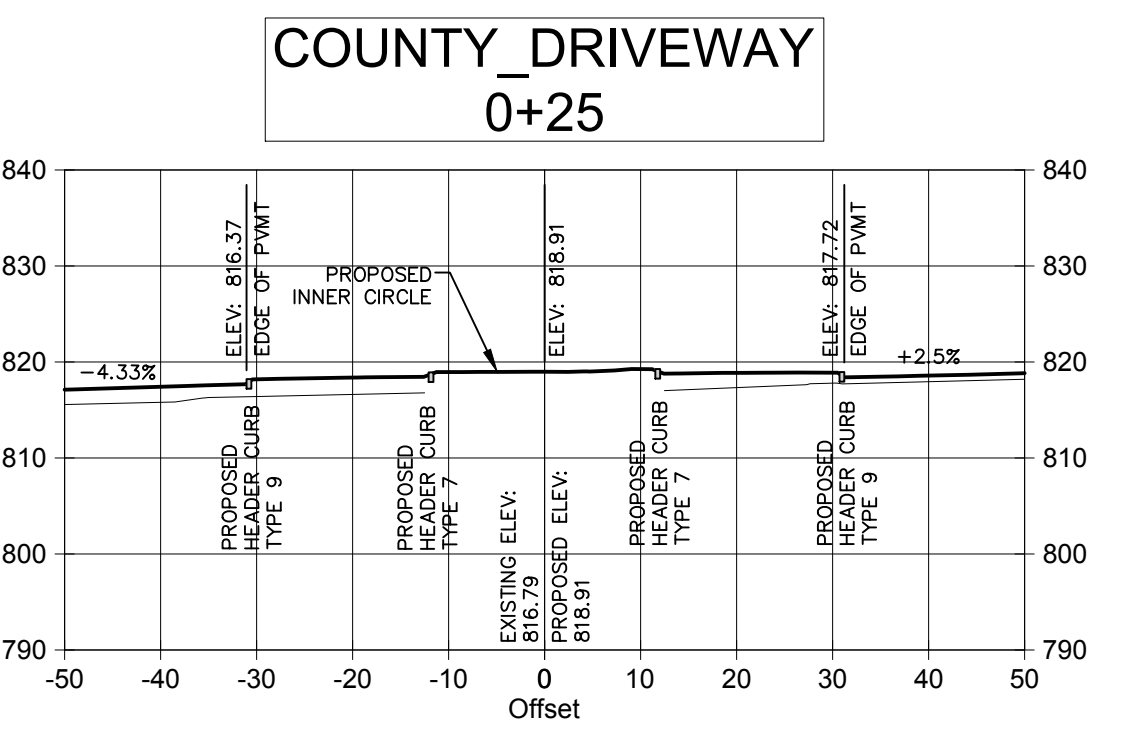 COUNTY_DRIVEWAY
0+25
840
840
830
830
820
820
810
810
800
800
790
790
ELEV: 816.37
EDGE OF PVMT
PROPOSED
INNER CIRCLE
ELEV: 818.91
ELEV: 817.72
EDGE OF PVMT
-4.33%
+2.5%
PROPOSED
HEADER CURB
TYPE 9
PROPOSED
HEADER CURB
TYPE 7
EXISTING ELEV:
816.79
PROPOSED ELEV:
818.91
PROPOSED
HEADER CURB
TYPE 7
PROPOSED
HEADER CURB
TYPE 9
-50 -40 -30 -20 -10 0 10 20 30 40 50
Offset